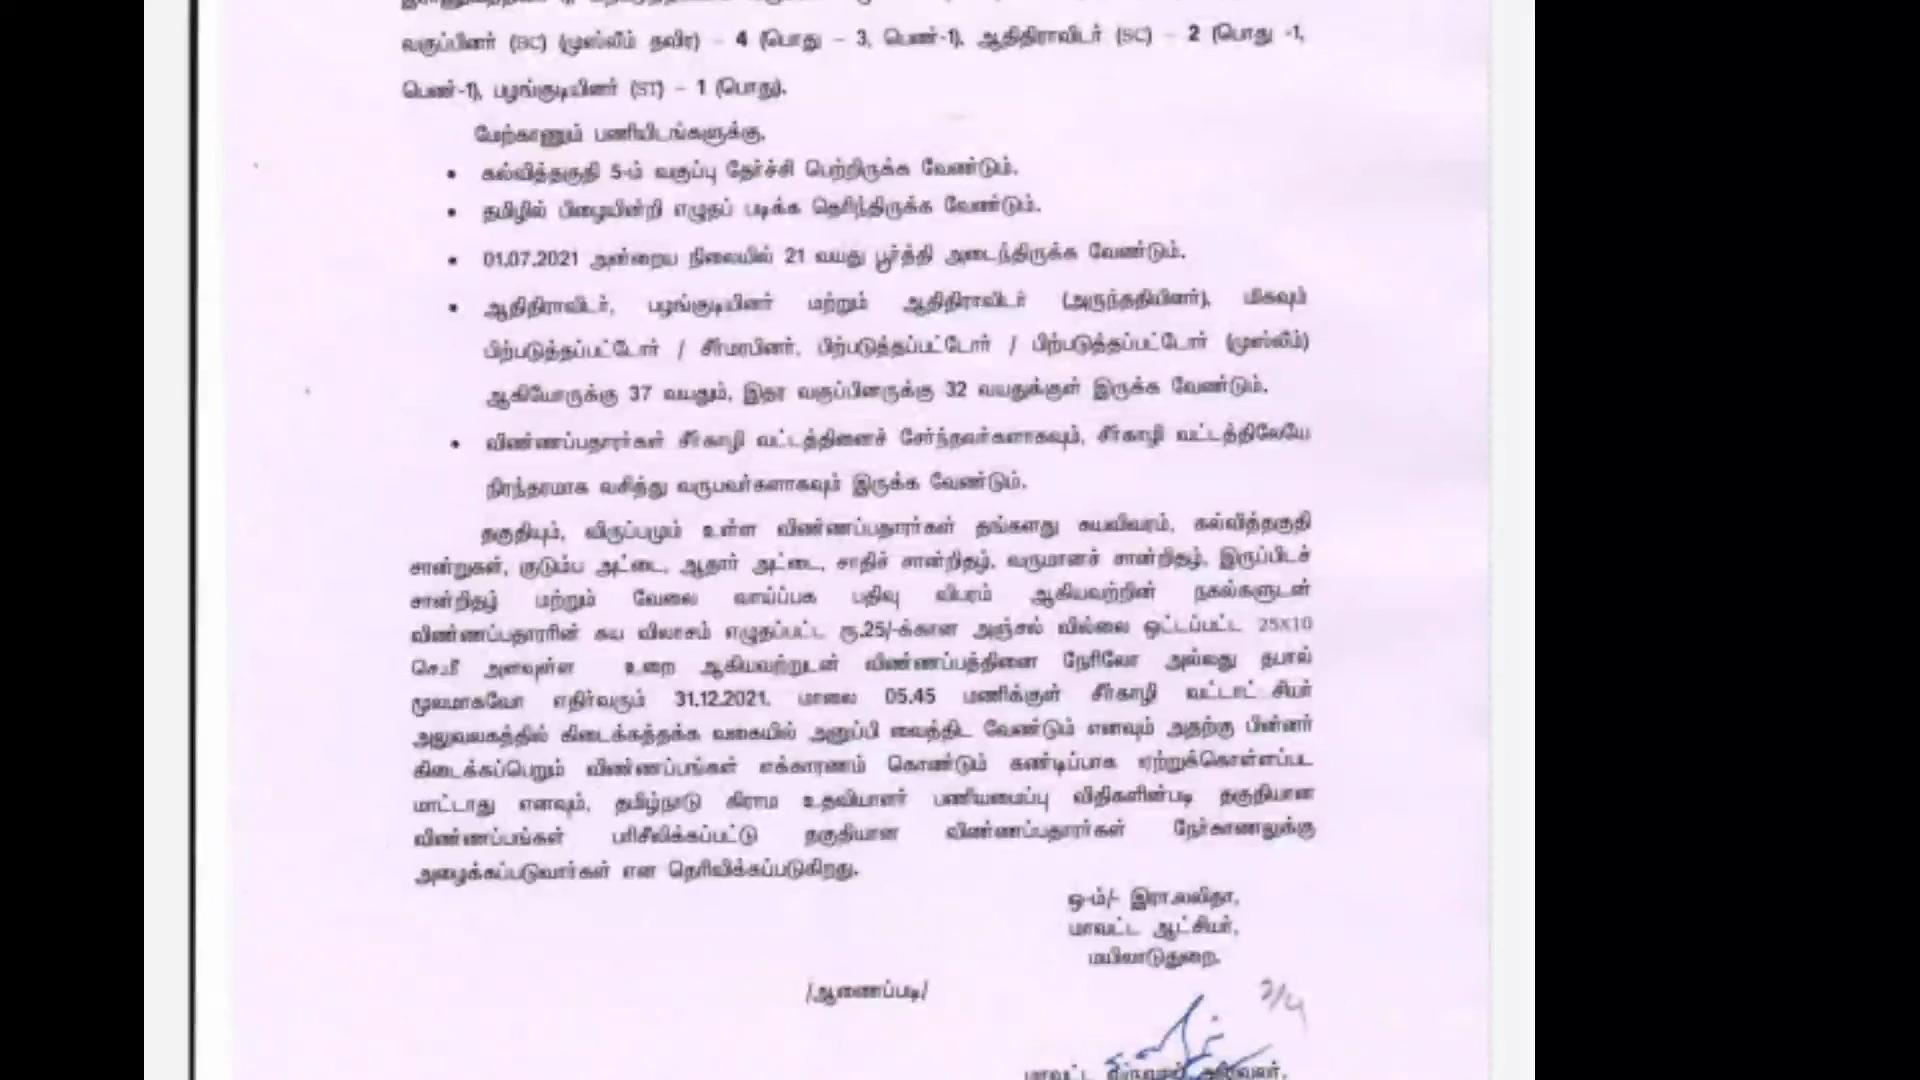 வகுப்பினர் (BC) (முஸ்லீம் தவிர) – 4 (பொது – 3, பெண்-1), ஆதிதிராவிடர் (SC) – 2 (பொது -1,
பெண்-1), பழங்குடியினர் (ST) – 1 (பொது).
மேற்காணும் பணியிடங்களுக்கு,
• கல்வித்தகுதி 5-ம் வகுப்பு தேர்ச்சி பெற்றிருக்க வேண்டும்.
• தமிழில் பிழையின்றி எழுதப் படிக்க தெரிந்திருக்க வேண்டும்.
• 01.07.2021 அன்றைய நிலையில் 21 வயது பூர்த்தி அடைந்திருக்க வேண்டும்.
• ஆதிதிராவிடர், பழங்குடியினர் மற்றும் ஆதிதிராவிடர் (அருந்ததியினர்), மிகவும்
பிற்படுத்தப்பட்டோர் / சீர்மரபினர், பிற்படுத்தப்பட்டோர் / பிற்படுத்தப்பட்டோர் (முஸ்லீம்)
ஆகியோருக்கு 37 வயதும், இதர வகுப்பினருக்கு 32 வயதுக்குள் இருக்க வேண்டும்.
• விண்ணப்பதாரர்கள் சீர்காழி வட்டத்தினைச் சேர்ந்தவர்களாகவும், சீர்காழி வட்டத்திலேயே
நிரந்தரமாக வசித்து வருபவர்களாகவும் இருக்க வேண்டும்.
தகுதியும், விருப்பமும் உள்ள விண்ணப்பதாரர்கள் தங்களது சுயவிவரம், கல்வித்தகுதி
சான்றுகள், குடும்ப அட்டை, ஆதார் அட்டை, சாதிச் சான்றிதழ், வருமானச் சான்றிதழ், இருப்பிடச்
சான்றிதழ் மற்றும் வேலை வாய்ப்பக பதிவு விபரம் ஆகியவற்றின் நகல்களுடன்
விண்ணப்பதாரரின் சுய விலாசம் எழுதப்பட்ட ரூ.25/-க்கான அஞ்சல் வில்லை ஒட்டப்பட்ட 25X10
செ.மீ அளவுள்ள உறை ஆகியவற்றுடன் விண்ணப்பத்தினை நேரிலோ அல்லது தபால்
மூலமாகவோ எதிர்வரும் 31.12.2021, மாலை 05.45 மணிக்குள் சீர்காழி வட்டாட்சியர்
அலுவலகத்தில் கிடைக்கத்தக்க வகையில் அனுப்பி வைத்திட வேண்டும் எனவும் அதற்கு பின்னர்
கிடைக்கப்பெறும் விண்ணப்பங்கள் எக்காரணம் கொண்டும் கண்டிப்பாக ஏற்றுக்கொள்ளப்பட
மாட்டாது எனவும், தமிழ்நாடு கிராம உதவியாளர் பணியமைப்பு விதிகளின்படி தகுதியான
விண்ணப்பங்கள் பரிசீலிக்கப்பட்டு தகுதியான விண்ணப்பதாரர்கள் நேர்காணலுக்கு
அழைக்கப்படுவார்கள் என தெரிவிக்கப்படுகிறது.
ஒ-ம்/- இரா.லலிதா,
மாவட்ட ஆட்சியர்,
மயிலாடுதுறை.
/ஆணைப்படி/
மாவட்ட